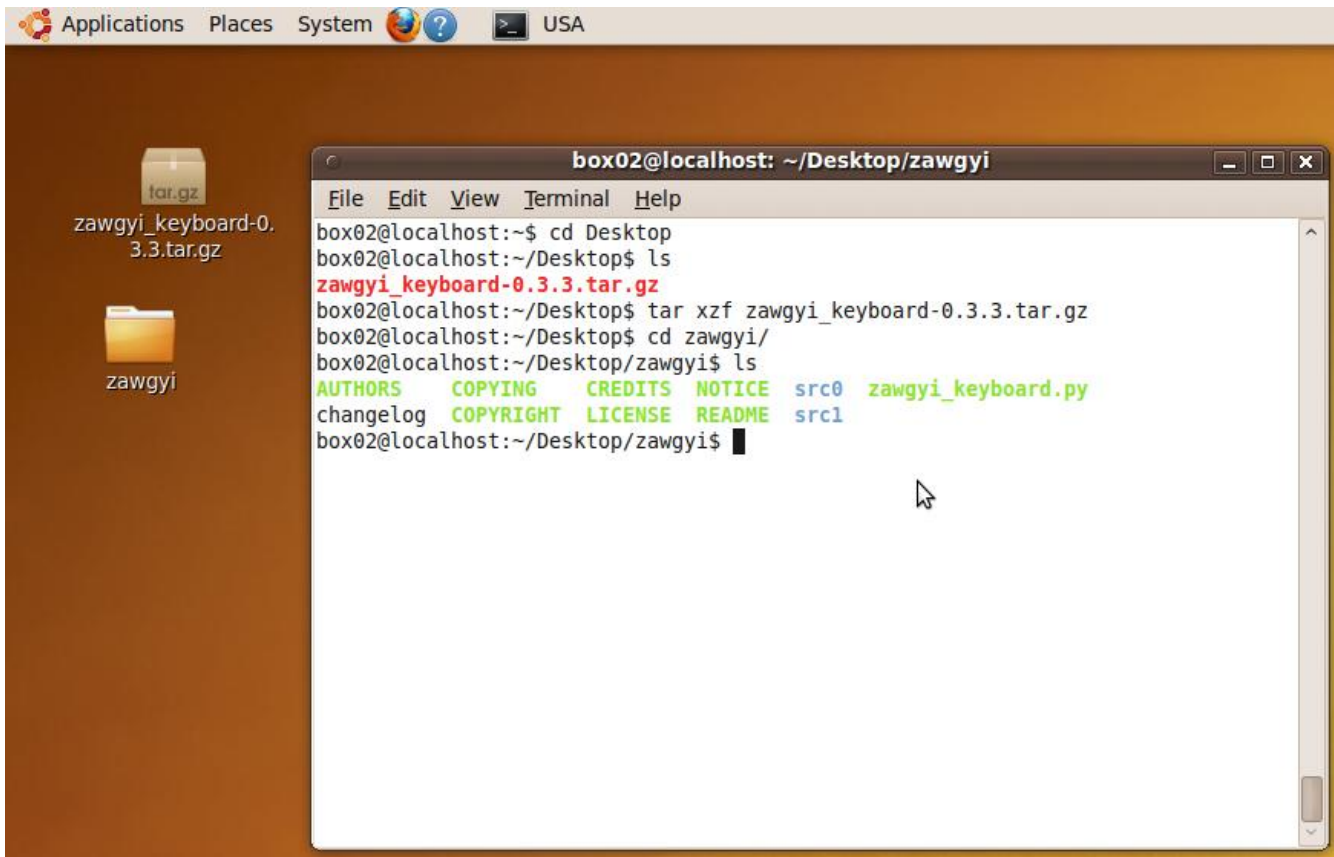 Applications Places System USA
tar.gz
zawgyi_keyboard-0.
3.3.tar.gz
zawgyi
box02@localhost: ~/Desktop/zawgyi
File Edit View Terminal Help
box02@localhost:~$ cd Desktop
box02@localhost:~/Desktop$ ls
zawgyi_keyboard-0.3.3.tar.gz
box02@localhost:~/Desktop$ tar xzf zawgyi_keyboard-0.3.3.tar.gz
box02@localhost:~/Desktop$ cd zawgyi/
box02@localhost:~/Desktop/zawgyi$ ls
AUTHORS COPYING CREDITS NOTICE src0 zawgyi_keyboard.py
changelog COPYRIGHT LICENSE README src1
box02@localhost:~/Desktop/zawgyi$